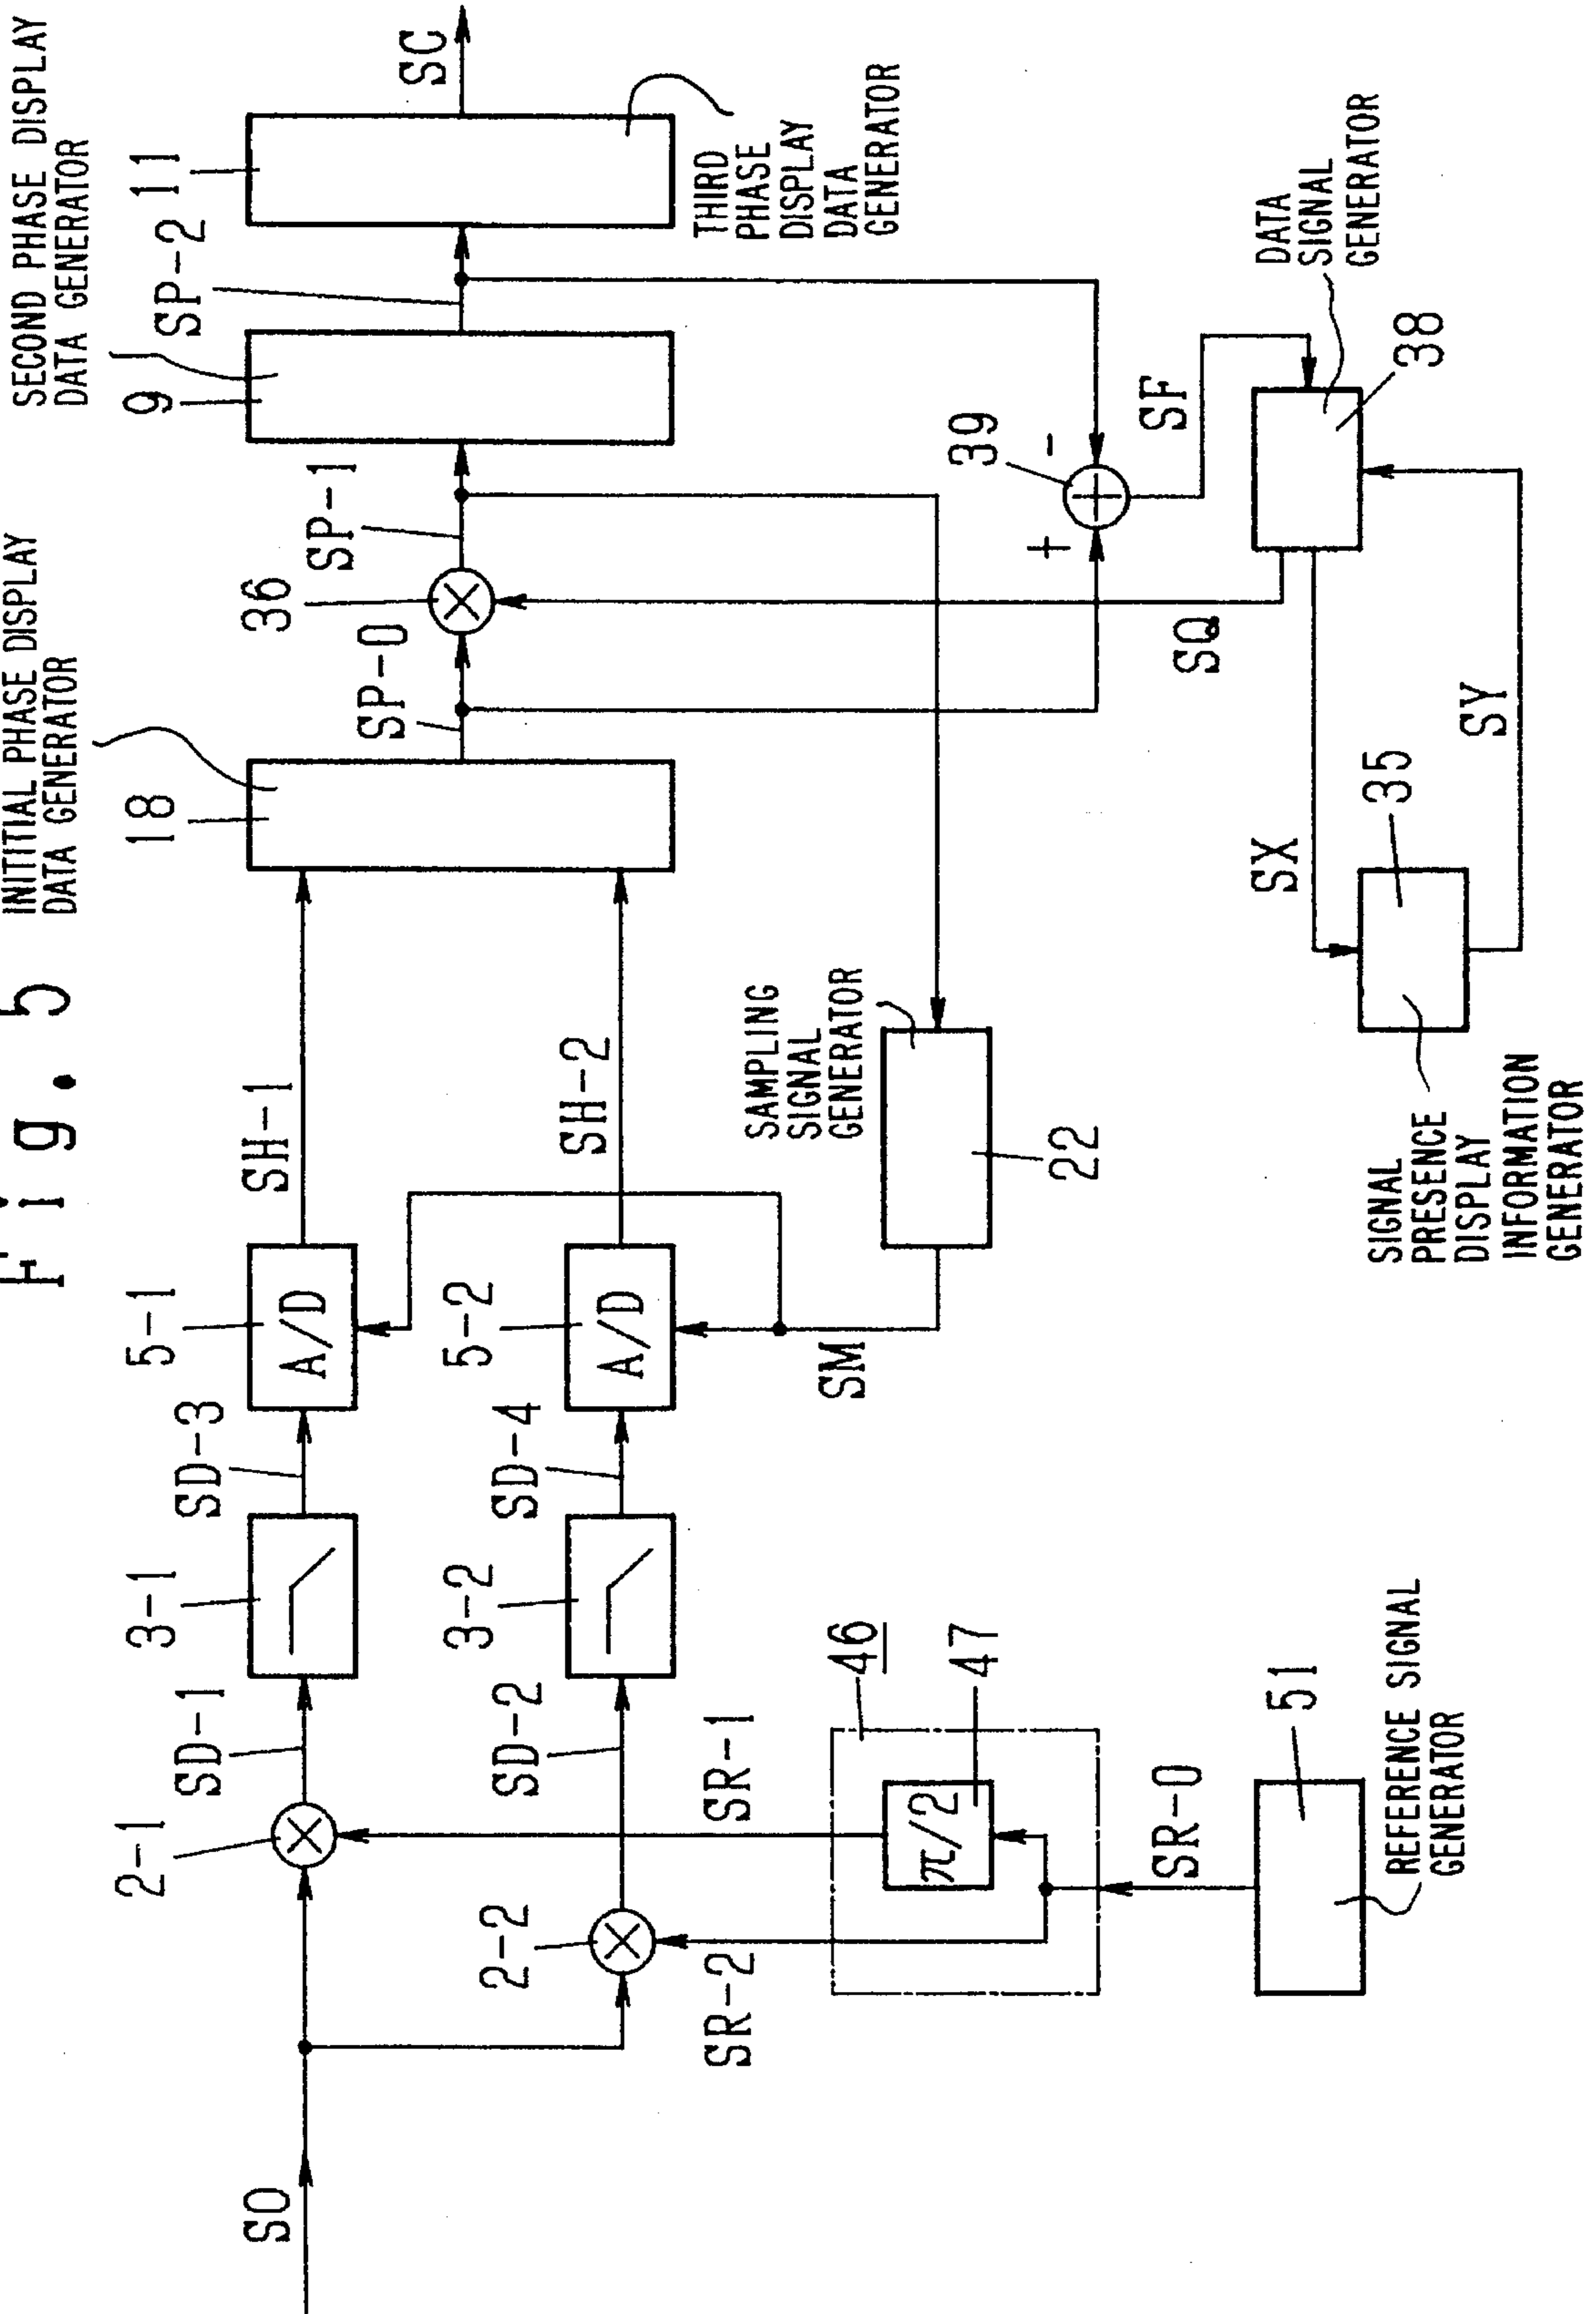 Fig. 5
SO
2-1
SD-1
3-1
SD-3
5-1
A/D
SH-1
18
INITITIAL PHASE DISPLAY
DATA GENERATOR
SP-0
36
SP-1
9
SECOND PHASE DISPLAY
DATA GENERATOR
SP-2
11
SC
THIRD
PHASE
DISPLAY
DATA
GENERATOR
2-2
SD-2
3-2
SD-4
5-2
A/D
SH-2
SR-2
SR-1
46
π/2
47
SR-0
51
REFERENCE SIGNAL
GENERATOR
SM
SAMPLING
SIGNAL
GENERATOR
22
39
+
-
SF
SQ
DATA
SIGNAL
GENERATOR
38
SX
SY
35
SIGNAL
PRESENCE
DISPLAY
INFORMATION
GENERATOR